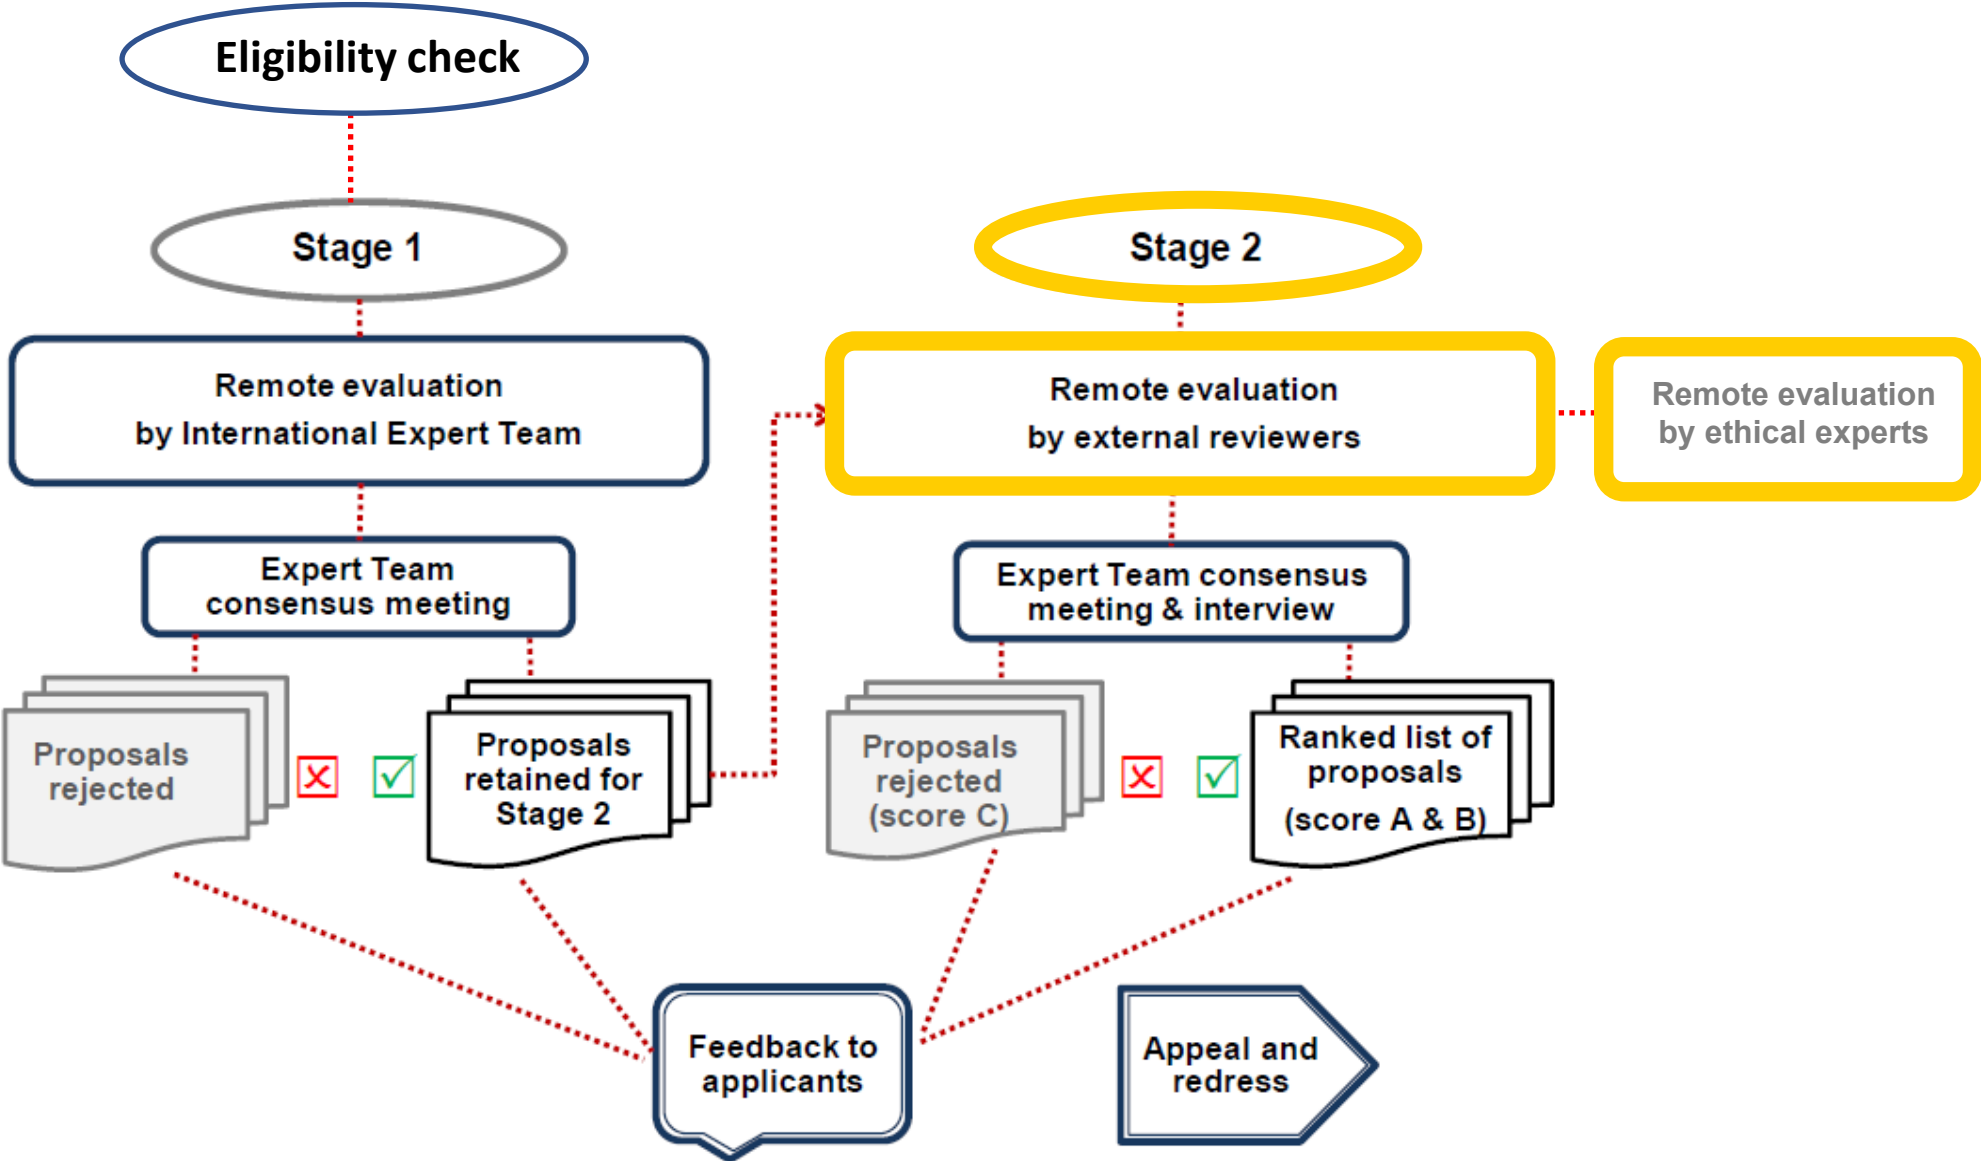 Eligibility check
Stage 1
Remote evaluation
by International Expert Team
Expert Team
consensus meeting
Proposals
rejected
Proposals
retained for
Stage 2
Stage 2
Remote evaluation
by external reviewers
Remote evaluation
by ethical experts
Expert Team consensus
meeting & interview
Proposals
rejected
(score C)
Ranked list of
proposals
(score A & B)
Feedback to
applicants
Appeal and
redress